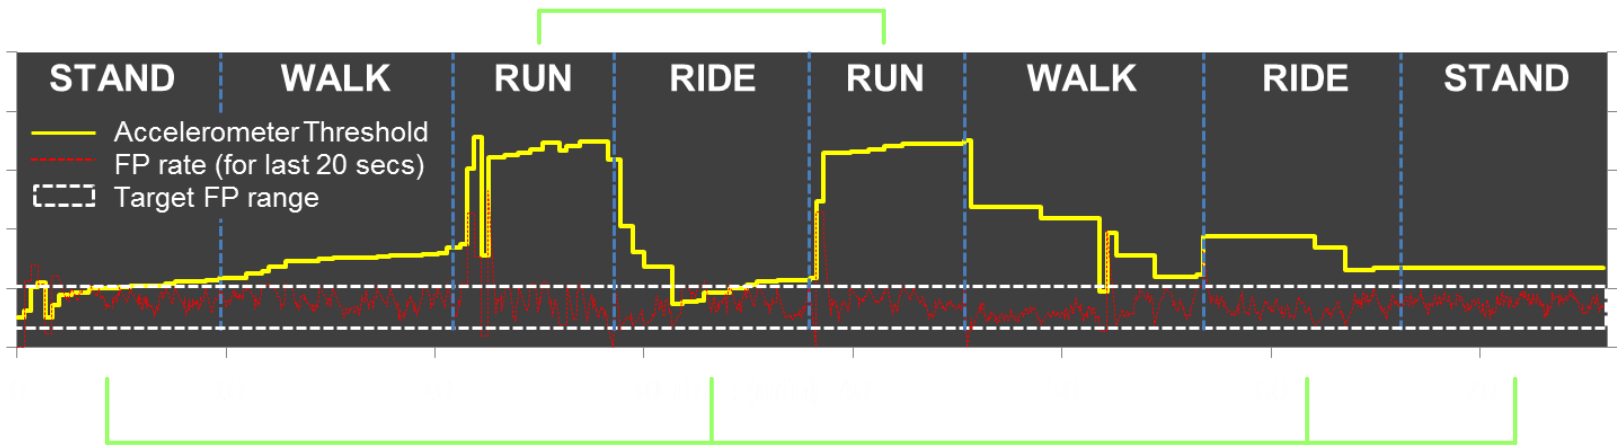 STAND WALK RUN RIDE RUN WALK RIDE STAND
Accelerometer Threshold
FP rate (for last 20 secs)
Target FP range